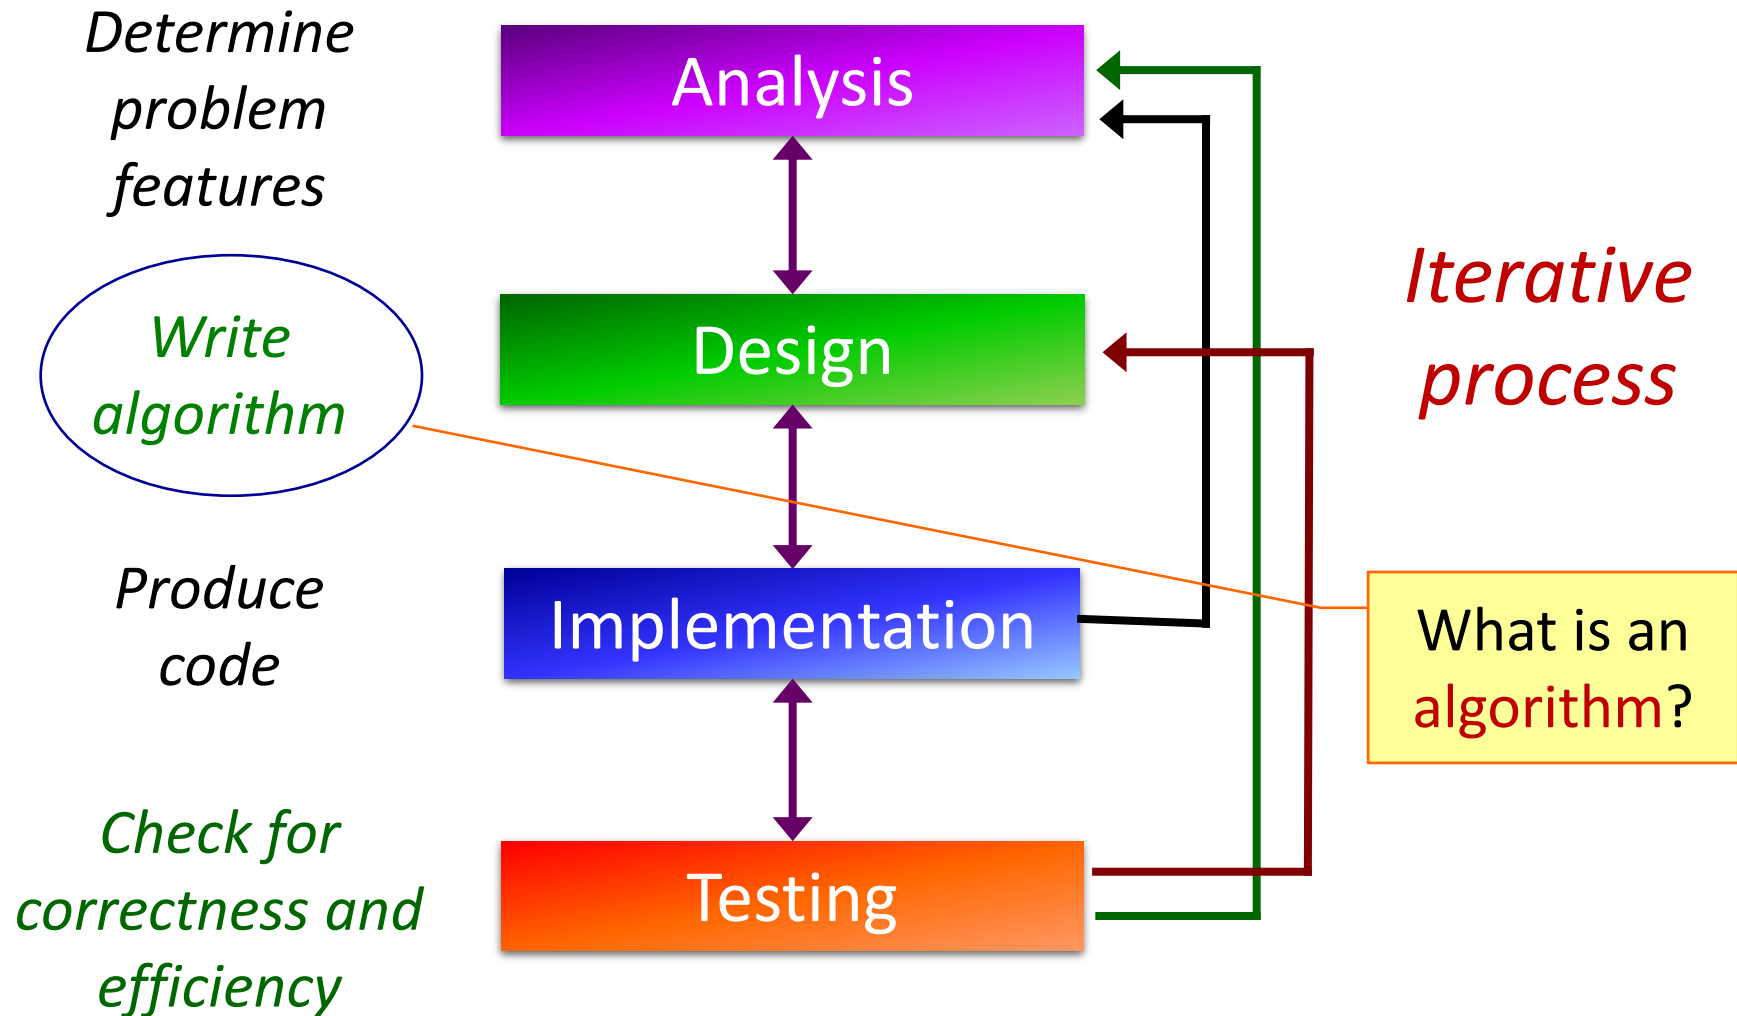 Determine
problem
features
Analysis
Write
algorithm
Design
Iterative
process
Produce
code
Implementation
What is an
algorithm?
Check for
correctness and
efficiency
Testing